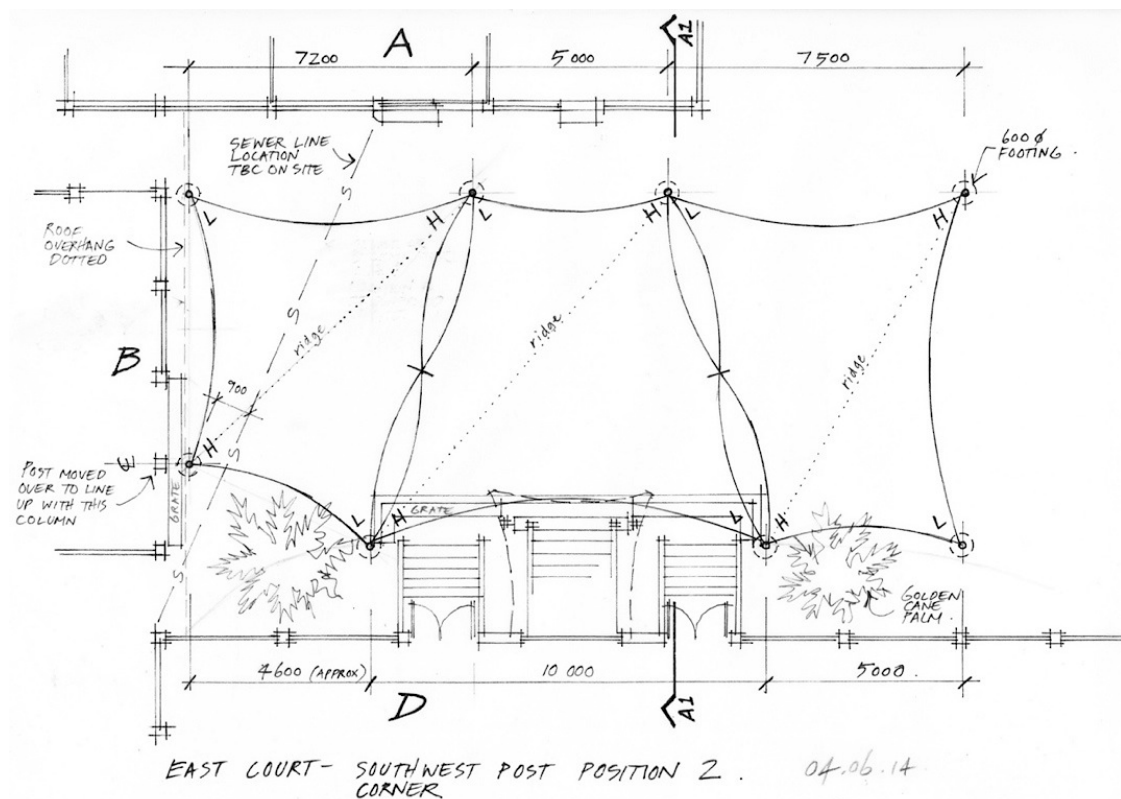 A
A1
7200
5000
7500
SEWER LINE
LOCATION
TBC ON SITE
600 Ø
FOOTING.
S
L
H
L
H
L
H
ROOF
OVERHANG
DOTTED
S
ridge
ridge
ridge
B
900
S
H
E
S
POST MOVED
OVER TO LINE
UP WITH THIS
COLUMN
GRATE
L
H
GRATE
L
H
L
S
GOLDEN
CANE
PALM.
4600 (APPROX)
10 000
5000.
D
A1
EAST COURT - SOUTHWEST POST POSITION 2.
CORNER
04.06.14